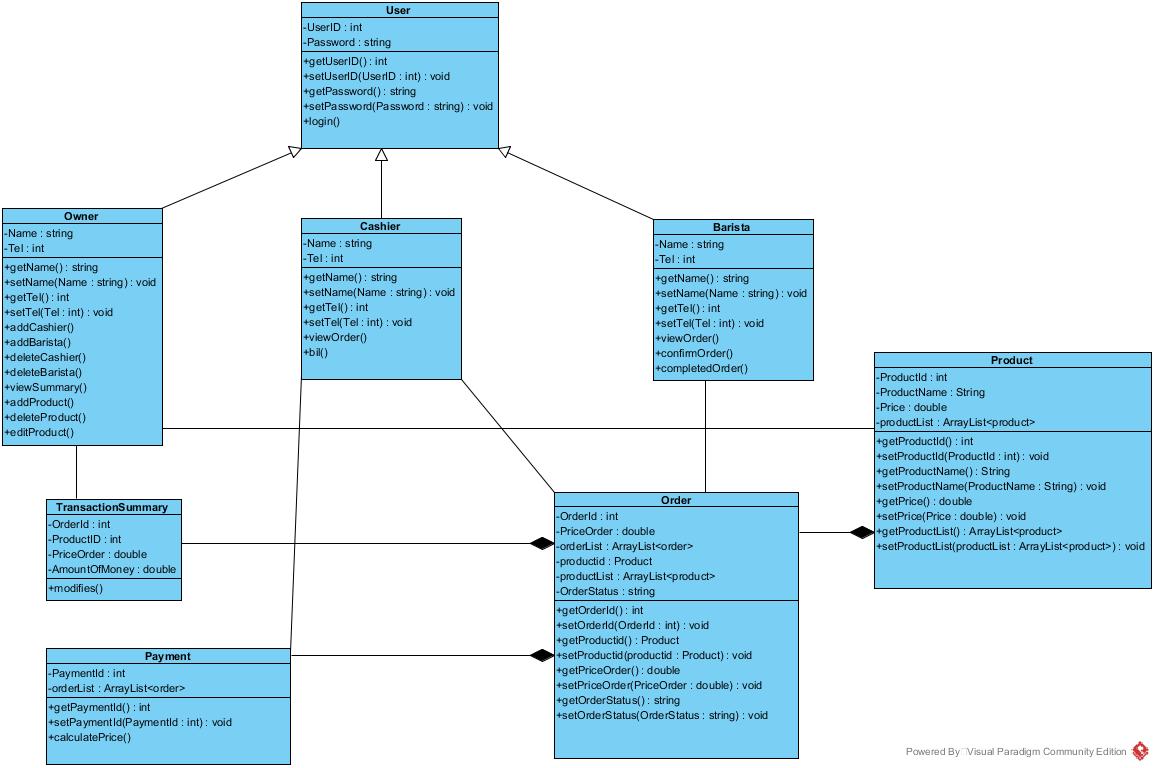 User
-UserID : int
-Password : string
+getUserID() : int
+setUserID(UserID : int) : void
+getPassword() : string
+setPassword(Password : string) : void
+login()
Owner
-Name : string
-Tel : int
+getName() : string
+setName(Name : string) : void
+getTel() : int
+setTel(Tel : int) : void
+addCashier()
+addBarista()
+deleteCashier()
+deleteBarista()
+viewSummary()
+addProduct()
+deleteProduct()
+editProduct()
Cashier
-Name : string
-Tel : int
+getName() : string
+setName(Name : string) : void
+getTel() : int
+setTel(Tel : int) : void
+viewOrder()
+bil()
Barista
-Name : string
-Tel : int
+getName() : string
+setName(Name : string) : void
+getTel() : int
+setTel(Tel : int) : void
+viewOrder()
+confirmOrder()
+completedOrder()
Product
-ProductId : int
-ProductName : String
-Price : double
-productList : ArrayList<product>
+getProductId() : int
+setProductId(ProductId : int) : void
+getProductName() : String
+setProductName(ProductName : String) : void
+getPrice() : double
+setPrice(Price : double) : void
+getProductList() : ArrayList<product>
+setProductList(productList : ArrayList<product>) : void
TransactionSummary
-OrderId : int
-ProductID : int
-PriceOrder : double
-AmountOfMoney : double
+modifies()
Order
-OrderId : int
-PriceOrder : double
-orderList : ArrayList<order>
-productid : Product
-productList : ArrayList<product>
-OrderStatus : string
+getOrderId() : int
+setOrderId(OrderId : int) : void
+getProductid() : Product
+setProductid(productid : Product) : void
+getPriceOrder() : double
+setPriceOrder(PriceOrder : double) : void
+getOrderStatus() : string
+setOrderStatus(OrderStatus : string) : void
Payment
-PaymentId : int
-orderList : ArrayList<order>
+getPaymentId() : int
+setPaymentId(PaymentId : int) : void
+calculatePrice()
Powered By Visual Paradigm Community Edition